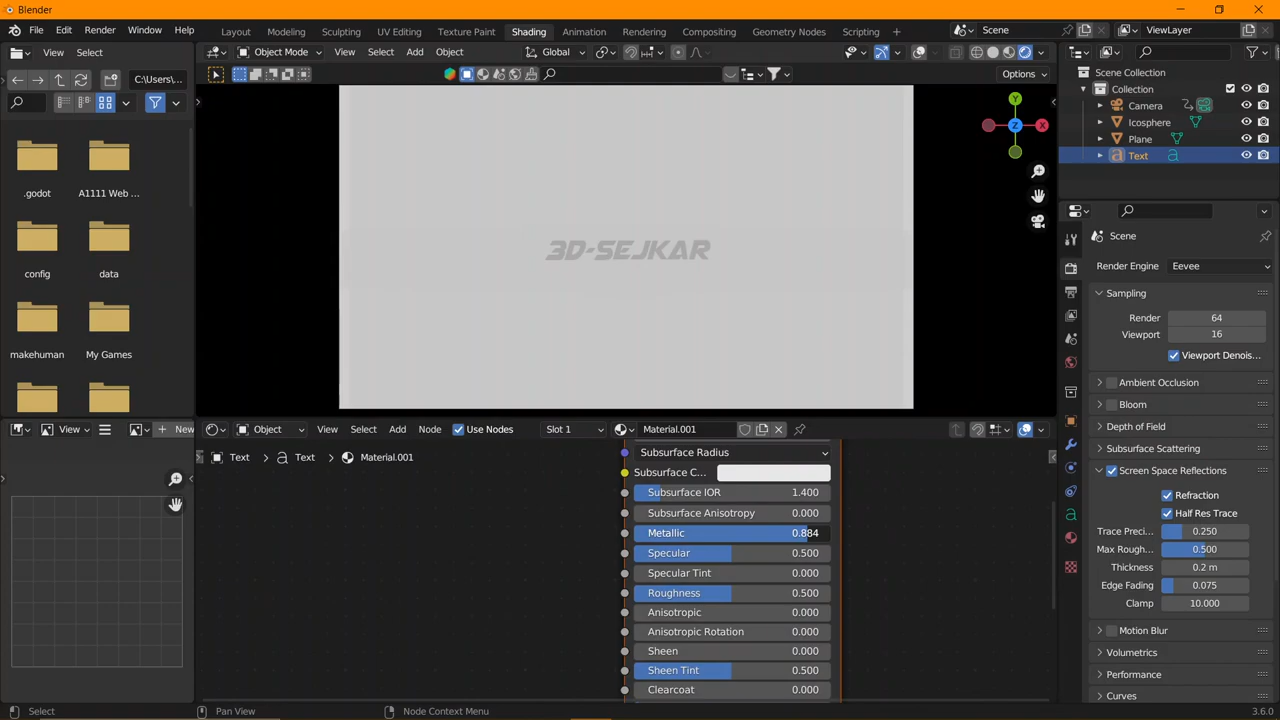 Blender
File Edit Render Window Help Layout Modeling Sculpting UV Editing Texture Paint Shading Animation Rendering Compositing Geometry Nodes Scripting + Scene ViewLayer
View Select Object Mode View Select Add Object Global
C:\Users\... Options
Scene Collection
Collection
Camera
Icosphere
Plane
Text
Y
Z X
.godot A1111 Web ...
config data
makehuman My Games
3D-SEJKAR
Scene
Render Engine Eevee
Sampling
Render 64
Viewport 16
Viewport Denois...
Ambient Occlusion
Bloom
Depth of Field
Subsurface Scattering
Screen Space Reflections
Refraction
Half Res Trace
Trace Preci... 0.250
Max Rough... 0.500
Thickness 0.2 m
Edge Fading 0.075
Clamp 10.000
Motion Blur
Volumetrics
Performance
Curves
View New Object View Select Add Node Use Nodes Slot 1 Material.001
Text Text Material.001
Subsurface Radius
Subsurface C...
Subsurface IOR 1.400
Subsurface Anisotropy 0.000
Metallic 0.884
Specular 0.500
Specular Tint 0.000
Roughness 0.500
Anisotropic 0.000
Anisotropic Rotation 0.000
Sheen 0.000
Sheen Tint 0.500
Clearcoat 0.000
Select Pan View Node Context Menu 3.6.0